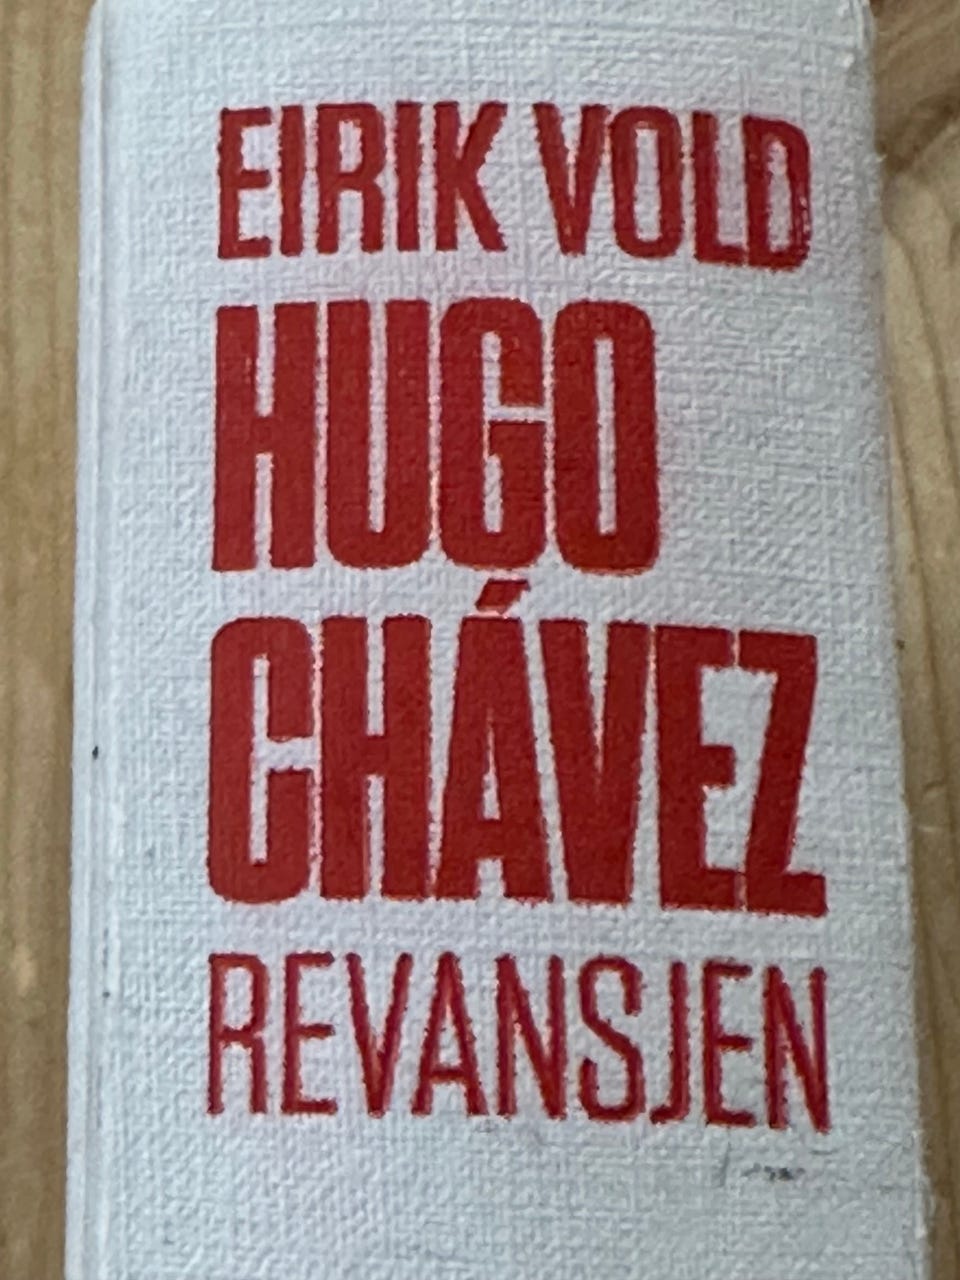 EIRIK VOLD
HUGO
CHÁVEZ
REVANSJEN